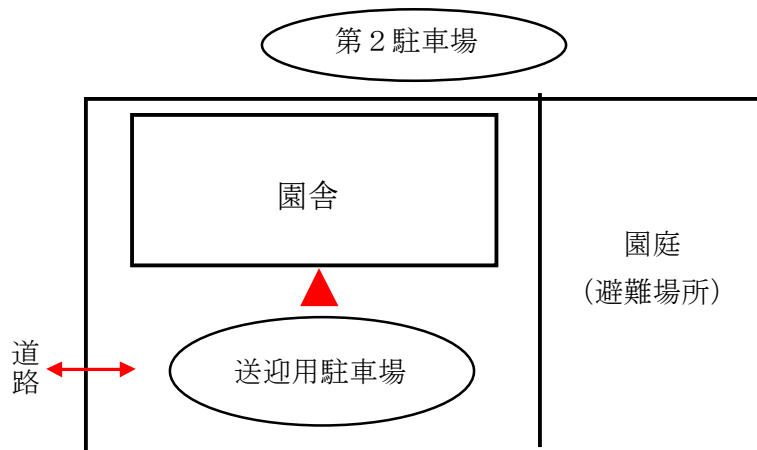 第２駐車場
園舎
園庭
（避難場所）
道路
送迎用駐車場